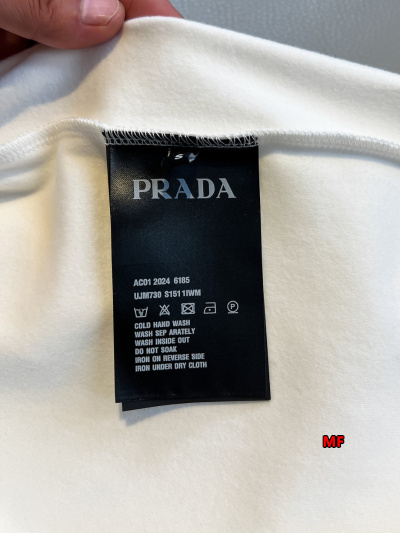 PRADA
AC01 2024 6185
UJM730 S1511IWM
COLD HAND WASH
WASH SEP ARATELY
WASH INSIDE OUT
DO NOT SOAK
IRON ON REVERSE SIDE
IRON UNDER DRY CLOTH
MF